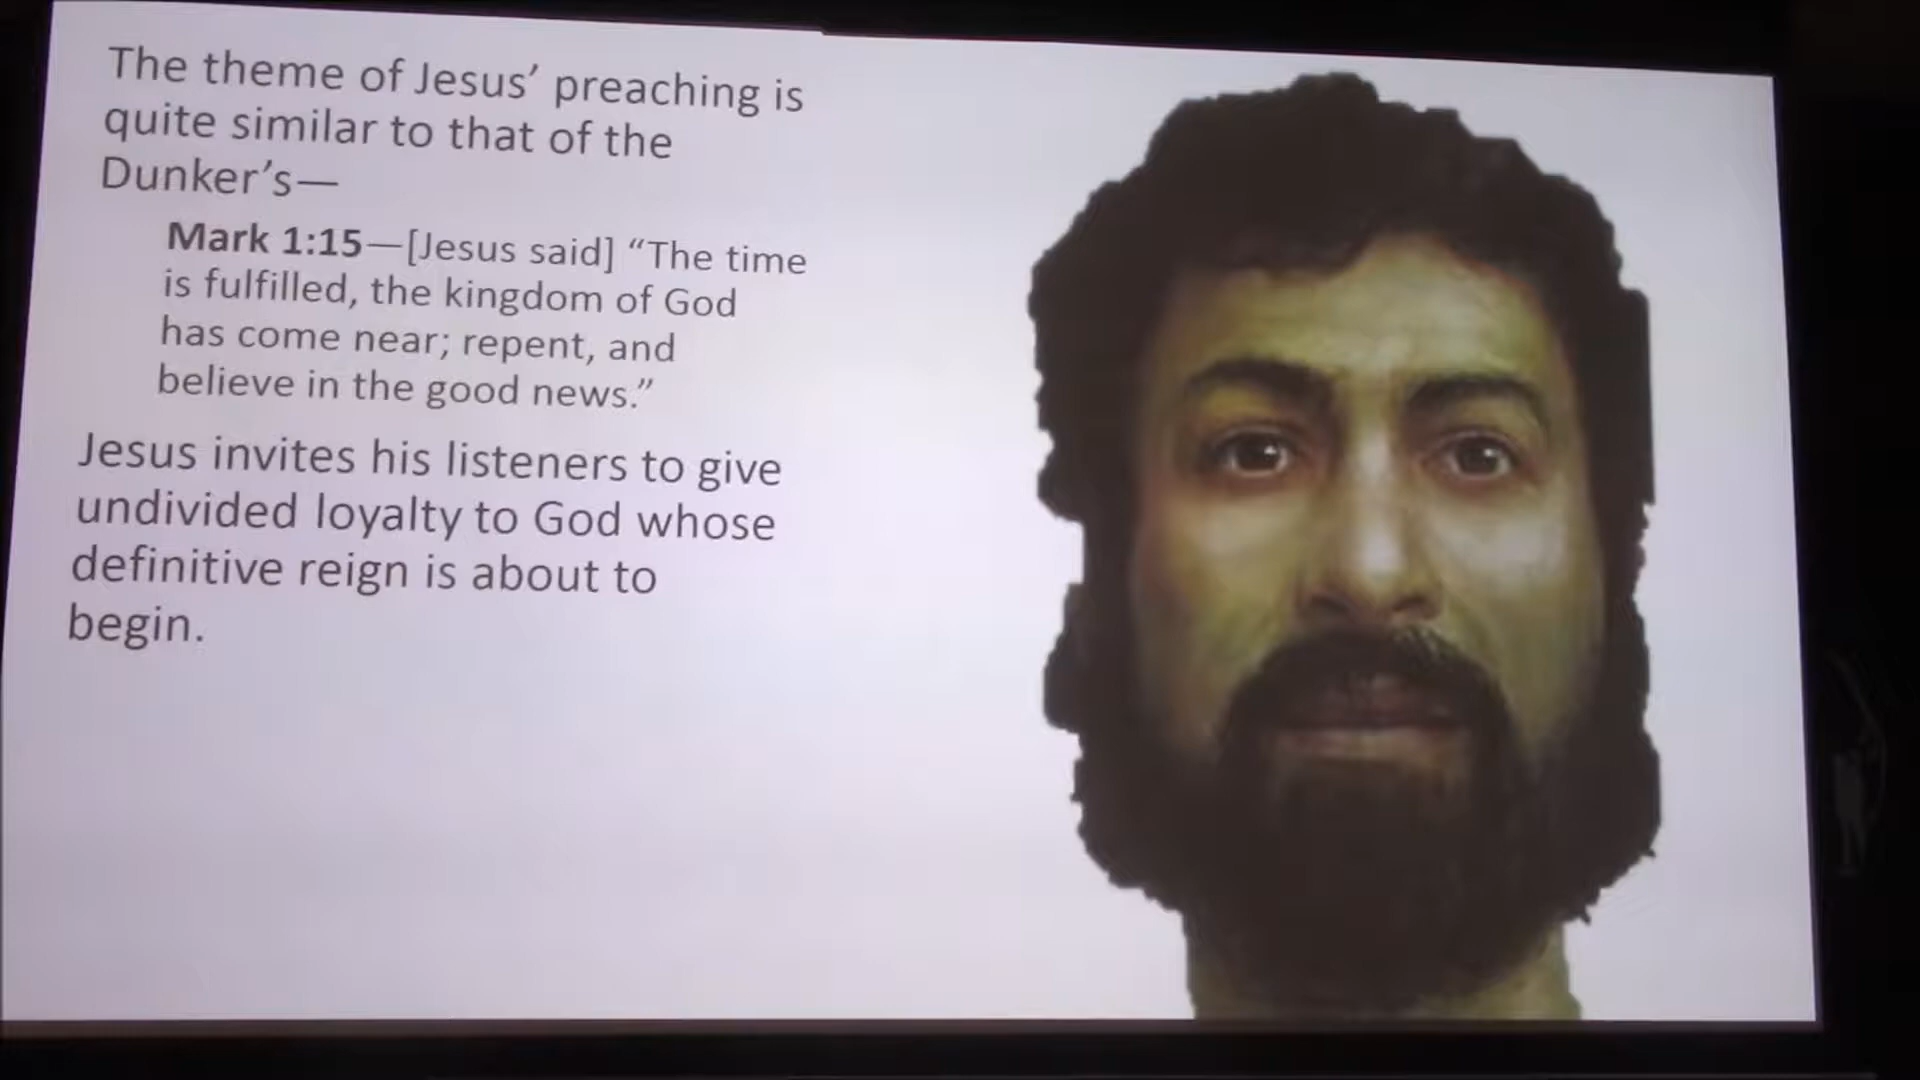 The theme of Jesus’ preaching is
quite similar to that of the
Dunker’s—
Mark 1:15—[Jesus said] “The time
is fulfilled, the kingdom of God
has come near; repent, and
believe in the good news.”
Jesus invites his listeners to give
undivided loyalty to God whose
definitive reign is about to
begin.